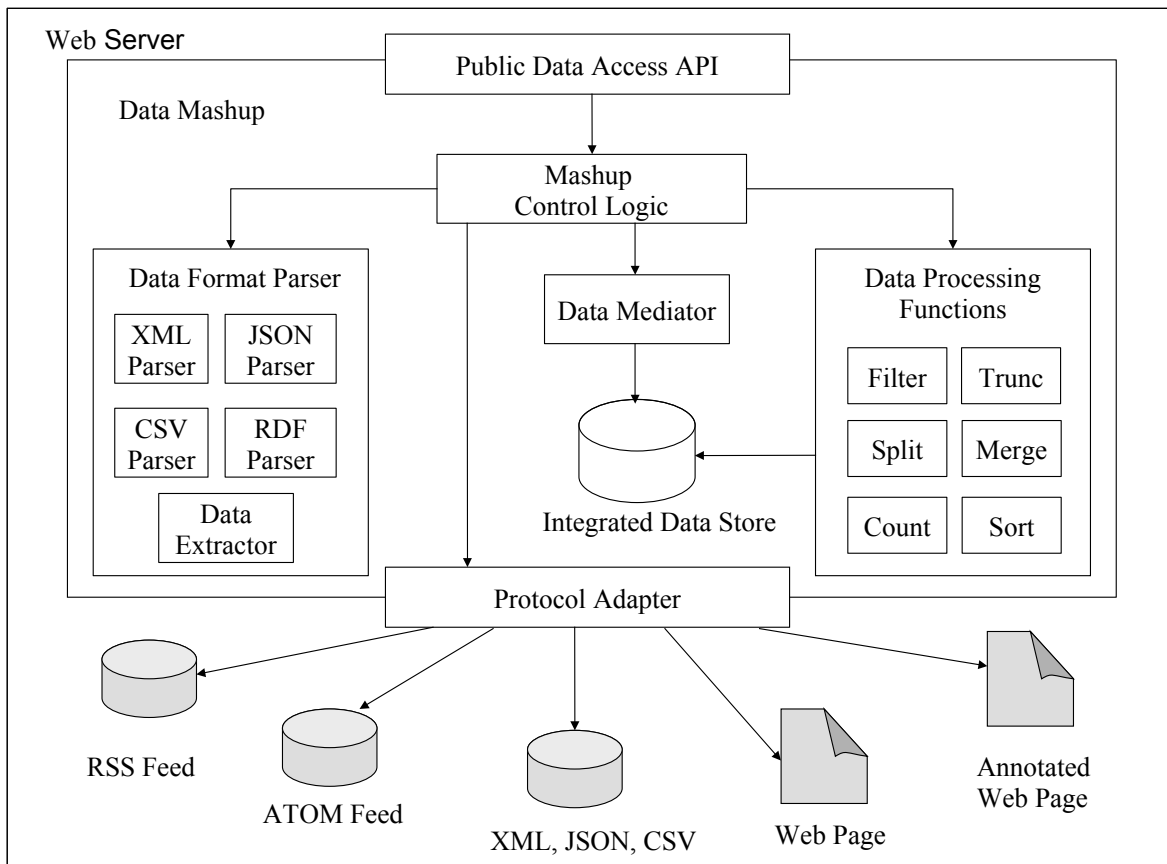 Web Server
Public Data Access API
Data Mashup
Mashup
Control Logic
Data Format Parser
XML
Parser
JSON
Parser
CSV
Parser
RDF
Parser
Data
Extractor
Data Mediator
Integrated Data Store
Data Processing
Functions
Filter
Trunc
Split
Merge
Count
Sort
Protocol Adapter
RSS Feed
ATOM Feed
XML, JSON, CSV
Web Page
Annotated
Web Page